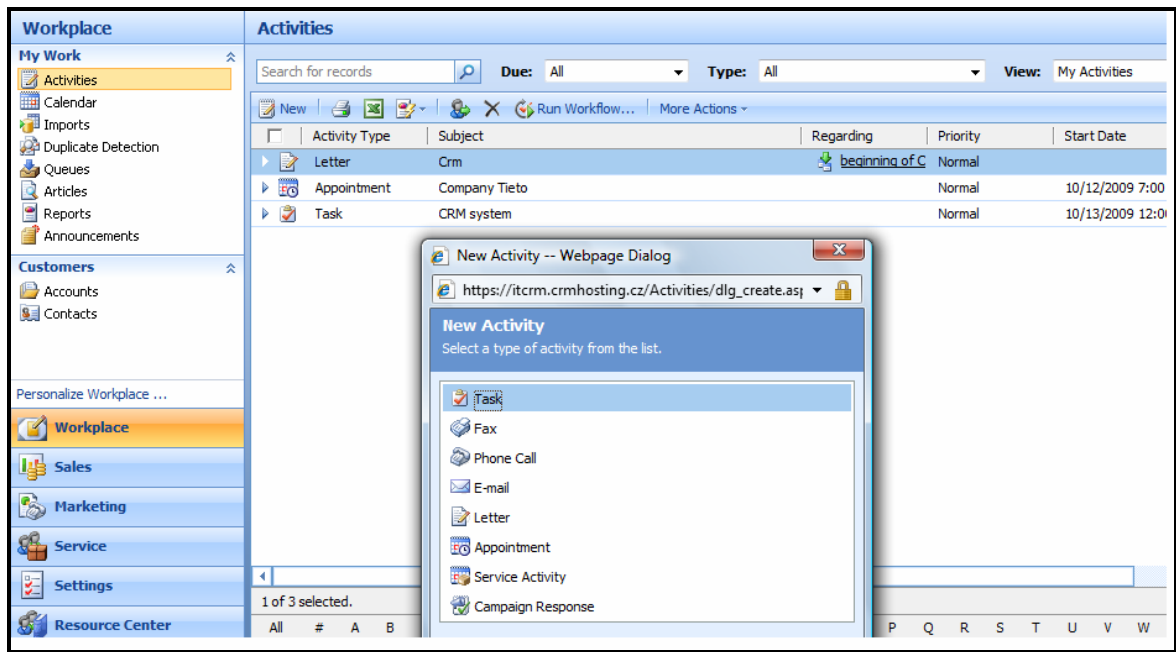 Workplace
My Work
Activities
Calendar
Imports
Duplicate Detection
Queues
Articles
Reports
Announcements
Customers
Accounts
Contacts
Personalize Workplace ...
Workplace
Sales
Marketing
Service
Settings
Resource Center
Activities
Search for records Due: All Type: All View: My Activities
New Run Workflow... More Actions
Activity Type Subject Regarding Priority Start Date
Letter Crm beginning of C Normal
Appointment Company Tieto Normal 10/12/2009 7:00
Task CRM system Normal 10/13/2009 12:0
New Activity -- Webpage Dialog
https://itcrm.crmhosting.cz/Activities/dlg_create.asp
New Activity
Select a type of activity from the list.
Task
Fax
Phone Call
E-mail
Letter
Appointment
Service Activity
Campaign Response
1 of 3 selected.
All # A B P Q R S T U V W